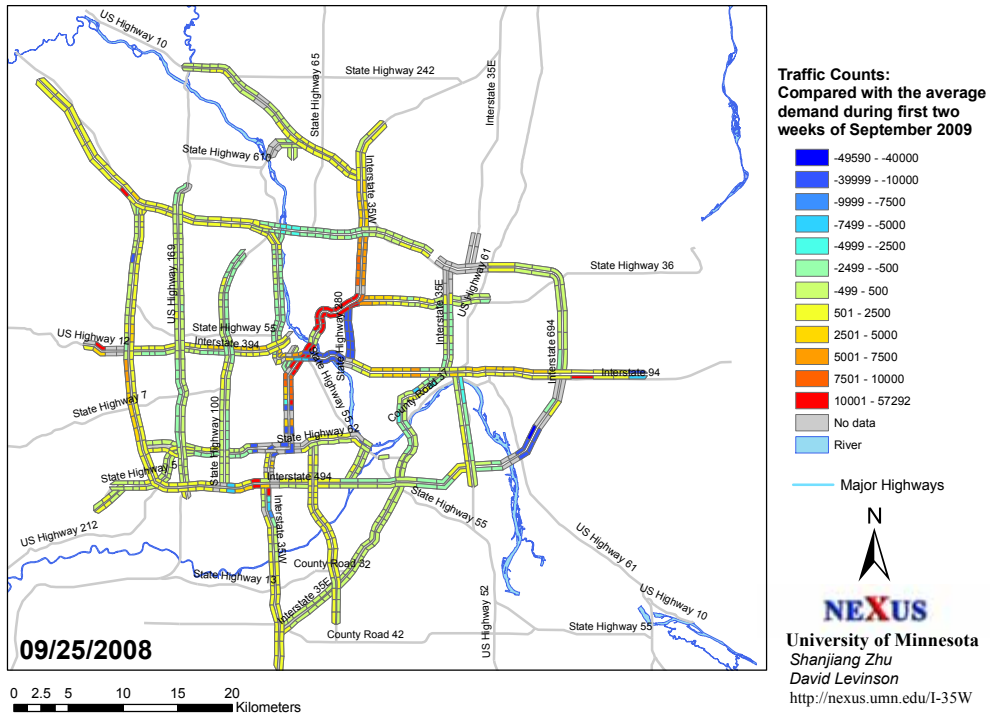 US Highway 10
State Highway 65
State Highway 242
Interstate 35E
State Highway 610
Interstate 35W
US Highway 169
US Highway 61
State Highway 36
Interstate 35E
State Highway 280
Interstate 694
US Highway 12
State Highway 55
Interstate 394
State Highway 55
Interstate 94
County Road 37
State Highway 7
State Highway 100
State Highway 62
State Highway 5
Interstate 494
State Highway 55
Interstate 35W
US Highway 212
County Road 32
State Highway 13
Interstate 35E
US Highway 61
US Highway 52
US Highway 10
State Highway 55
County Road 42
09/25/2008
0 2.5 5 10 15 20
Kilometers
Traffic Counts:
Compared with the average
demand during first two
weeks of September 2009
-49590 - -40000
-39999 - -10000
-9999 - -7500
-7499 - -5000
-4999 - -2500
-2499 - -500
-499 - 500
501 - 2500
2501 - 5000
5001 - 7500
7501 - 10000
10001 - 57292
No data
River
Major Highways
N
NEXUS
University of Minnesota
Shanjiang Zhu
David Levinson
http://nexus.umn.edu/I-35W